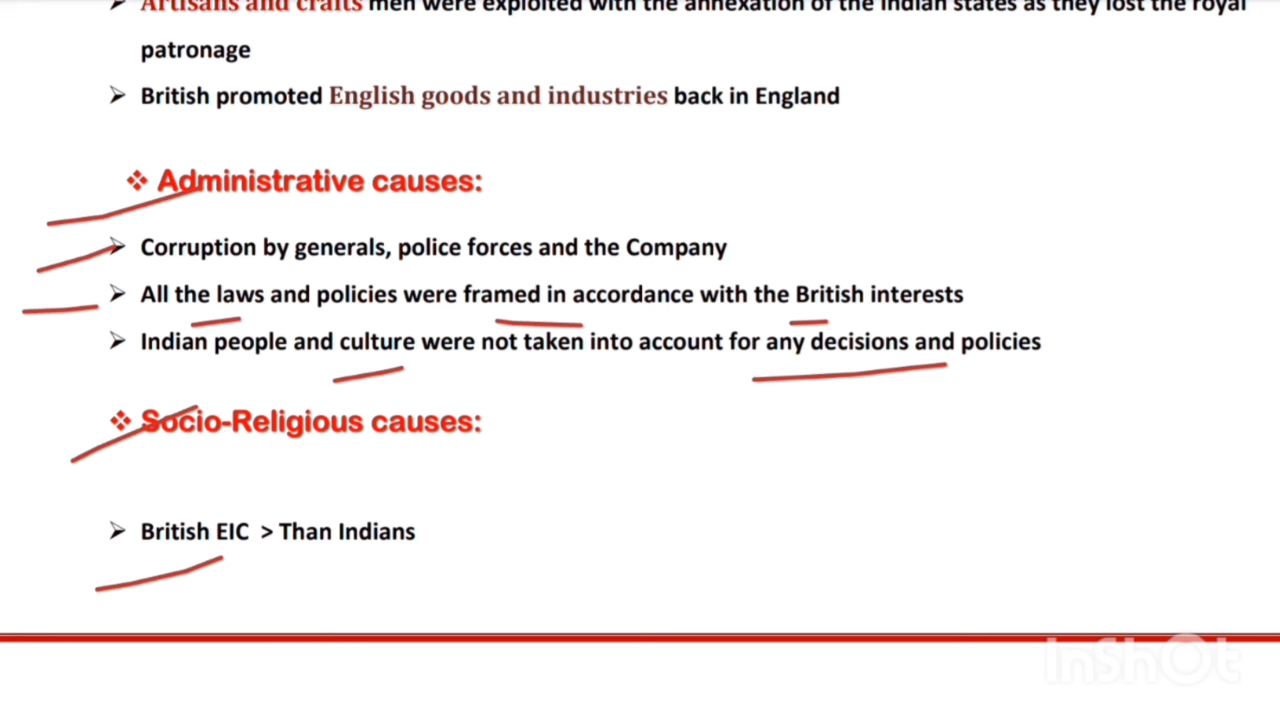 Artisans and crafts men were exploited with the annexation of the Indian states as they lost the royal
patronage
➢ British promoted English goods and industries back in England
❖ Administrative causes:
➢ Corruption by generals, police forces and the Company
➢ All the laws and policies were framed in accordance with the British interests
➢ Indian people and culture were not taken into account for any decisions and policies
❖ Socio-Religious causes:
➢ British EIC > Than Indians
InShOt